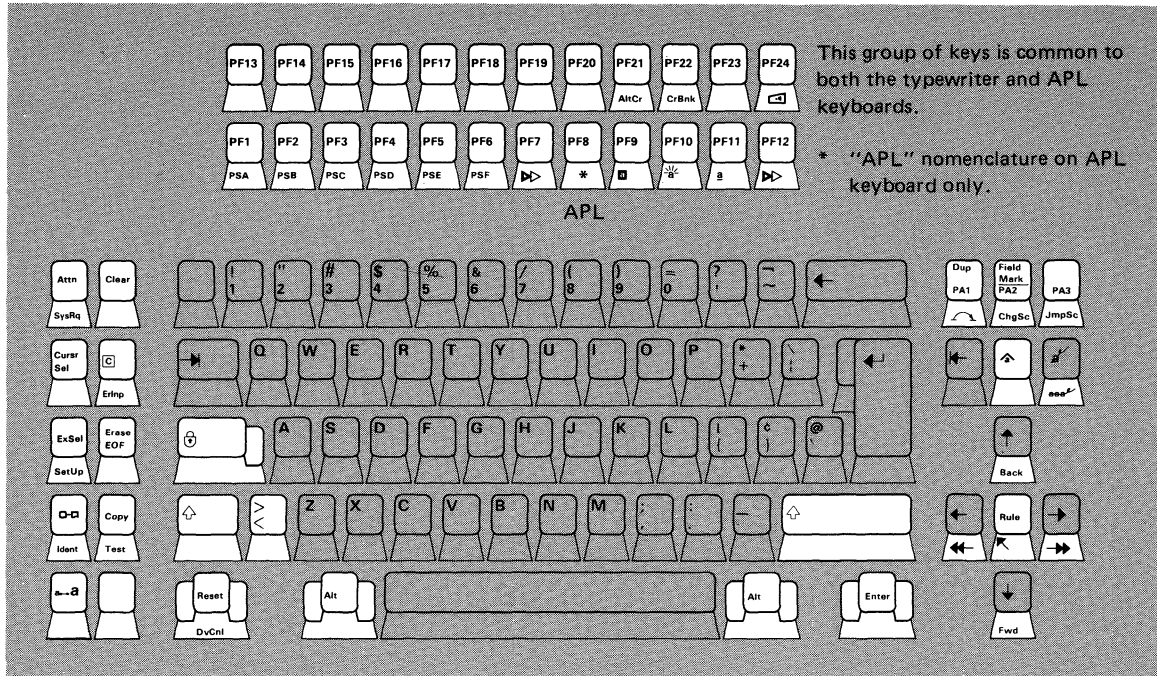 PF13 PF14 PF15 PF16 PF17 PF18 PF19 PF20 PF21 PF22 PF23 PF24
AltCr CrBnk
This group of keys is common to
both the typewriter and APL
keyboards.
PF1 PF2 PF3 PF4 PF5 PF6 PF7 PF8 PF9 PF10 PF11 PF12
PSA PSB PSC PSD PSE PSF * a a a
* "APL" nomenclature on APL
keyboard only.
APL
Attn Clear ! " # $ % & / ( ) = ? ¬ ← Dup Field Mark
1 2 3 4 5 6 7 8 9 0 ' ~ PA1 PA2 PA3
SysRq ChgSc JmpSc
Cursr Sel C Q W E R T Y U I O P * \
+ ¦
ErInp
ExSel Erase EOF A S D F G H J K L ¢ @
{ } `
SetUp Back
Copy > Z X C V B N M ; : — Rule
< , . -
Ident Test
a a Reset Alt Alt Enter
DvCnl Fwd